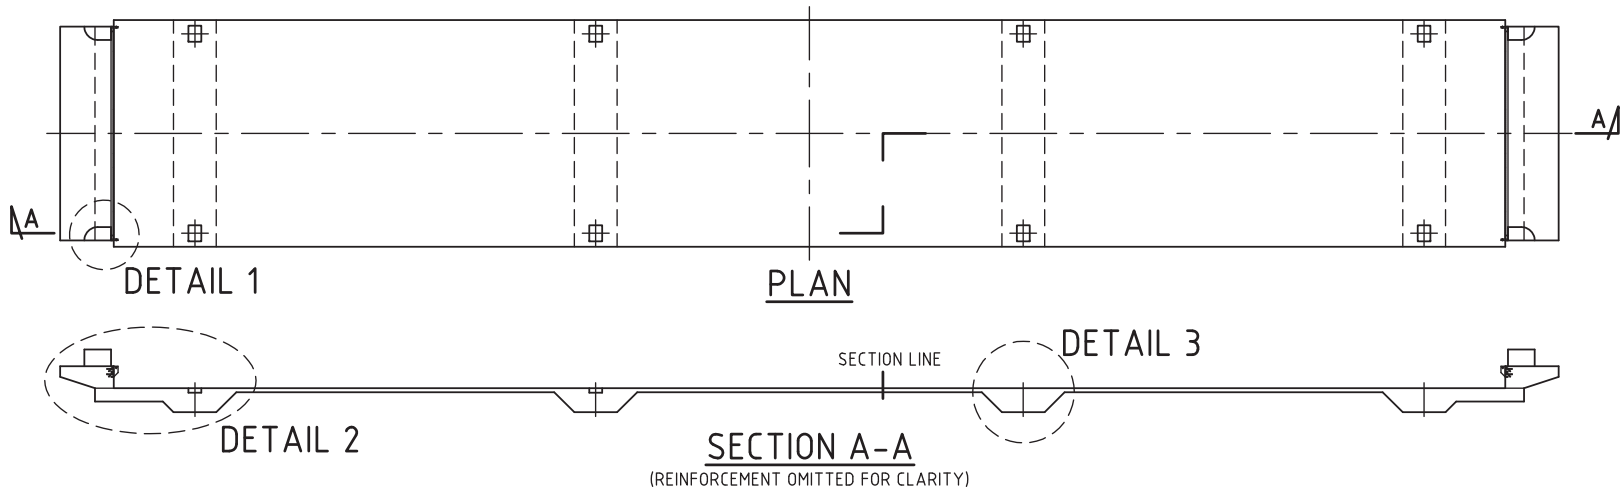 A
A
DETAIL 1
PLAN
DETAIL 3
SECTION LINE
DETAIL 2
SECTION A-A
(REINFORCEMENT OMITTED FOR CLARITY)